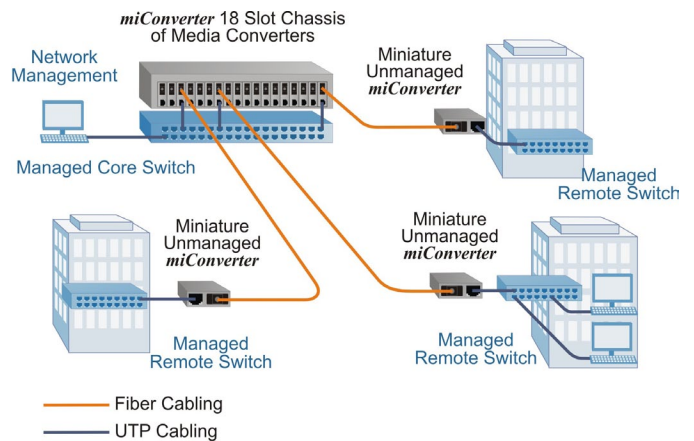 miConverter 18 Slot Chassis
of Media Converters
Network
Management
Miniature
Unmanaged
miConverter
Managed Core Switch
Managed
Remote Switch
Miniature
Unmanaged
miConverter
Miniature
Unmanaged
miConverter
Managed
Remote Switch
Managed
Remote Switch
Fiber Cabling
UTP Cabling